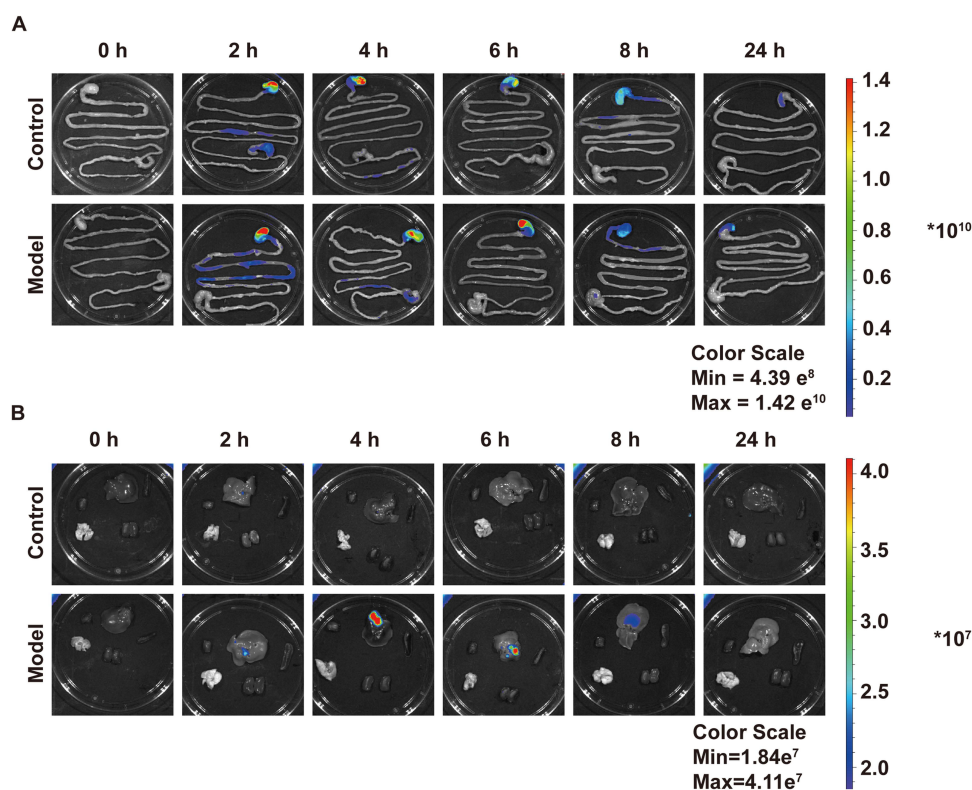 A
0 h 2 h 4 h 6 h 8 h 24 h
Control
Model
1.4
1.2
1.0
0.8
0.6
0.4
0.2
*10¹⁰
Color Scale
Min = 4.39 e⁸
Max = 1.42 e¹⁰
B
0 h 2 h 4 h 6 h 8 h 24 h
Control
Model
4.0
3.5
3.0
2.5
2.0
*10⁷
Color Scale
Min=1.84e⁷
Max=4.11e⁷